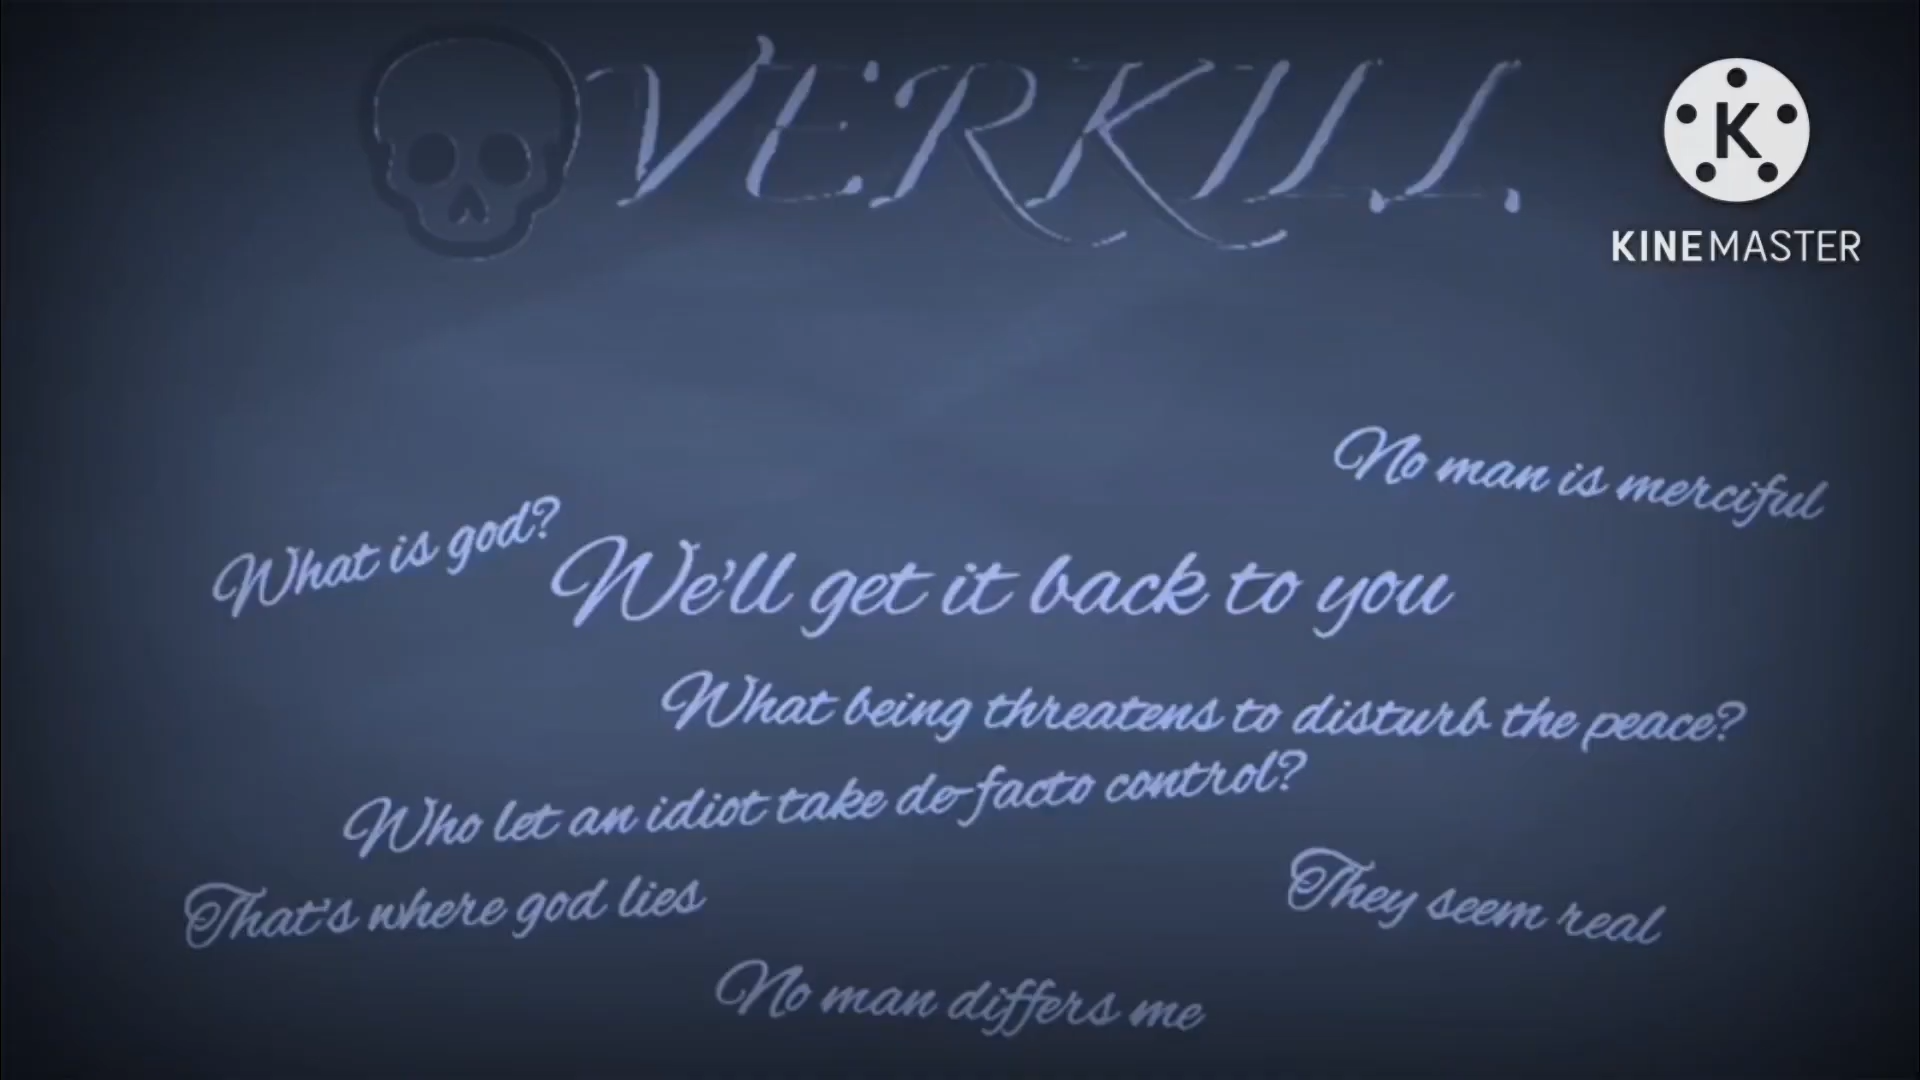 VERKILL
K
KINEMASTER
No man is merciful
What is god?
We'll get it back to you
What being threatens to disturb the peace?
Who let an idiot take de-facto control?
That's where god lies
They seem real
No man differs me